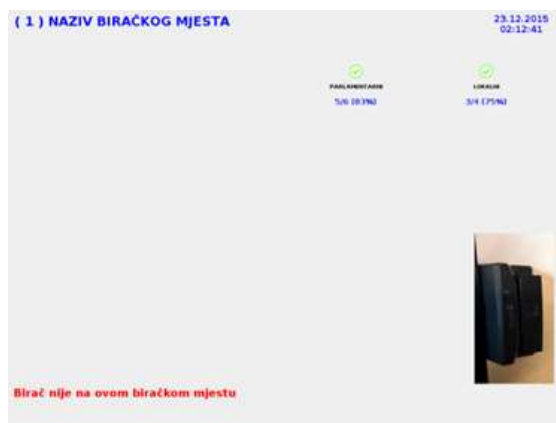 ( 1 ) NAZIV BIRAČKOG MJESTA
23.12.2015
02:12:41
PARLAMENTARNI
LOKALNI
5/6 (83%)
3/4 (75%)
Birač nije na ovom biračkom mjestu